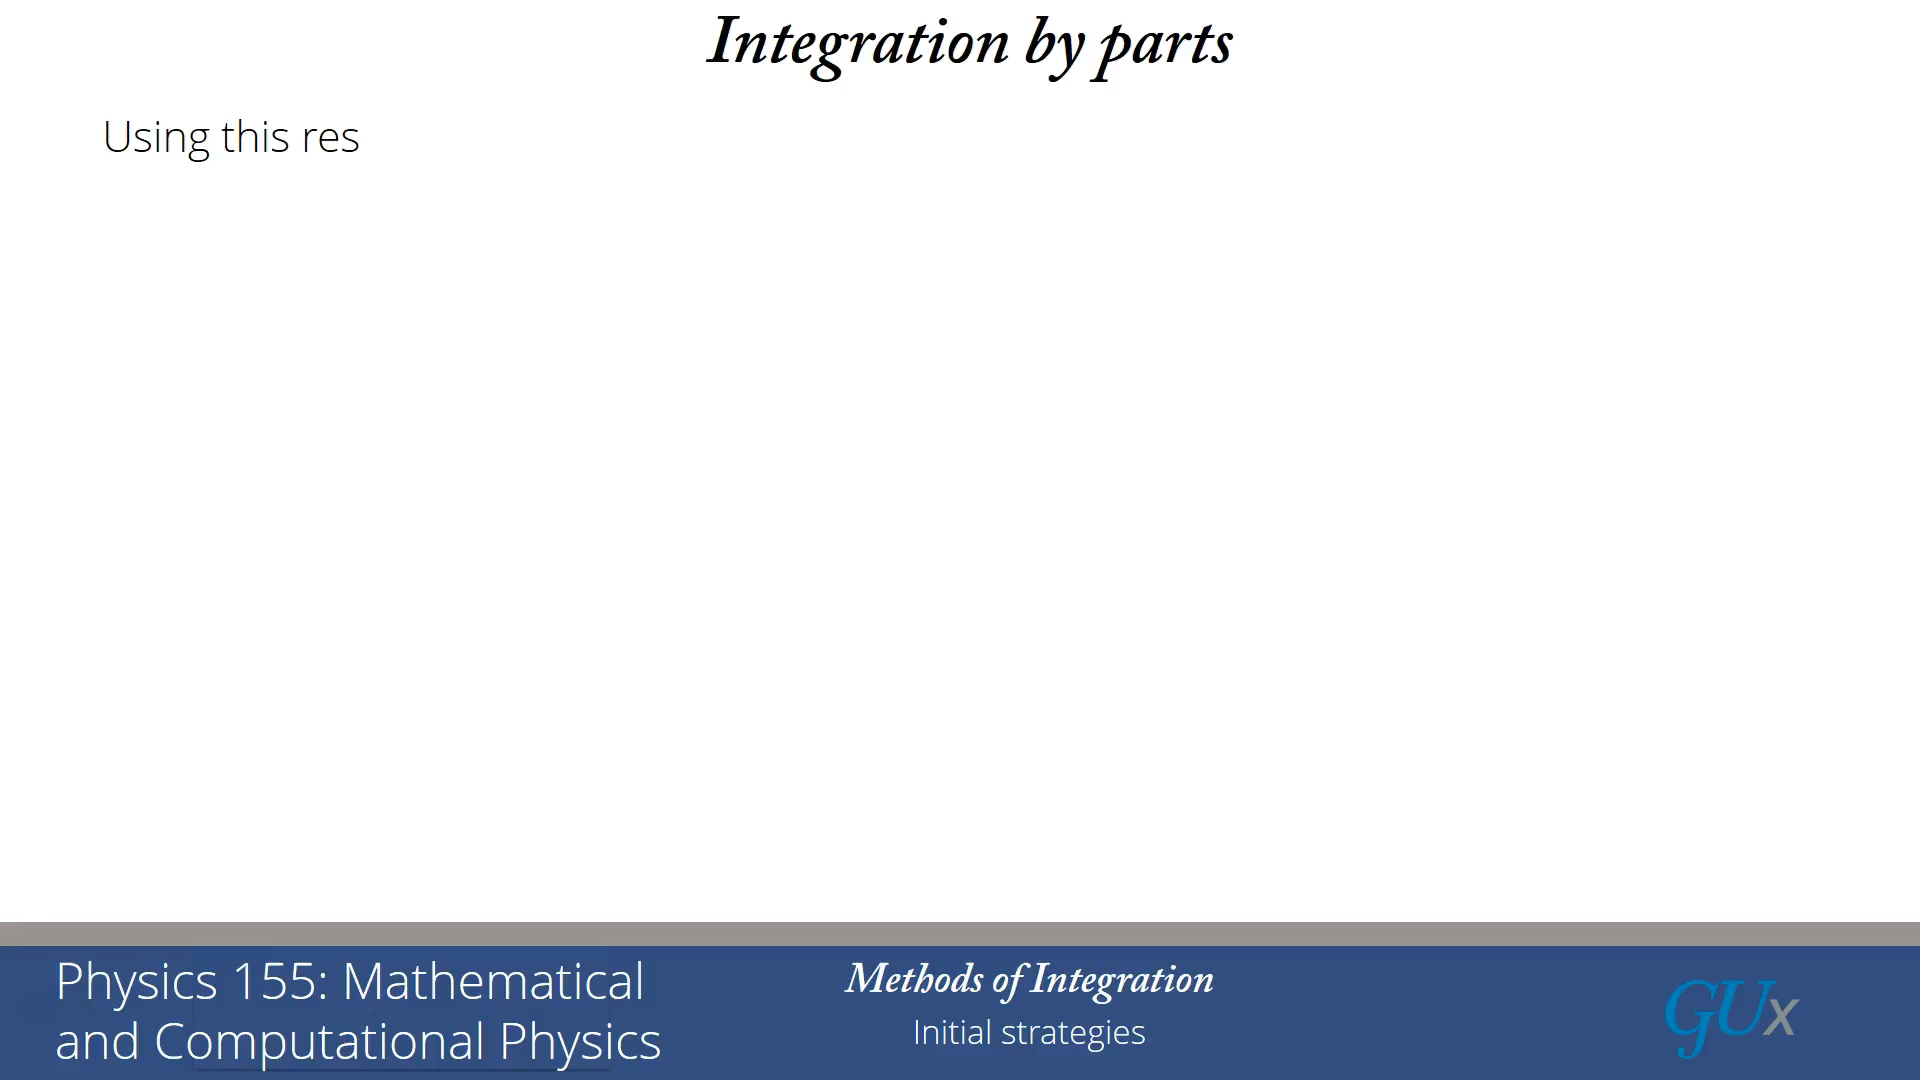 Integration by parts
Using this res
Physics 155: Mathematical
and Computational Physics
Methods of Integration
Initial strategies
GUx